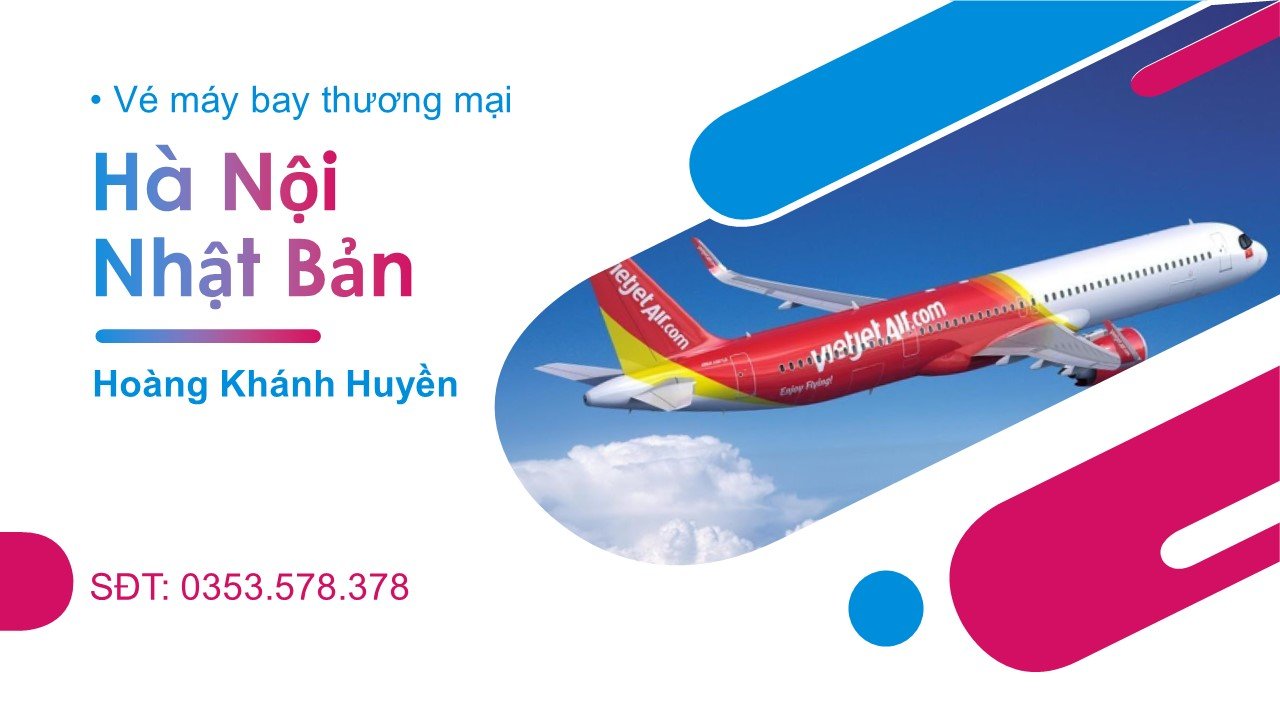 • Vé máy bay thương mại
Hà Nội
Nhật Bản
Hoàng Khánh Huyền
SĐT: 0353.578.378
vietjetAir.com
vietjetAir.com
Enjoy Flying!